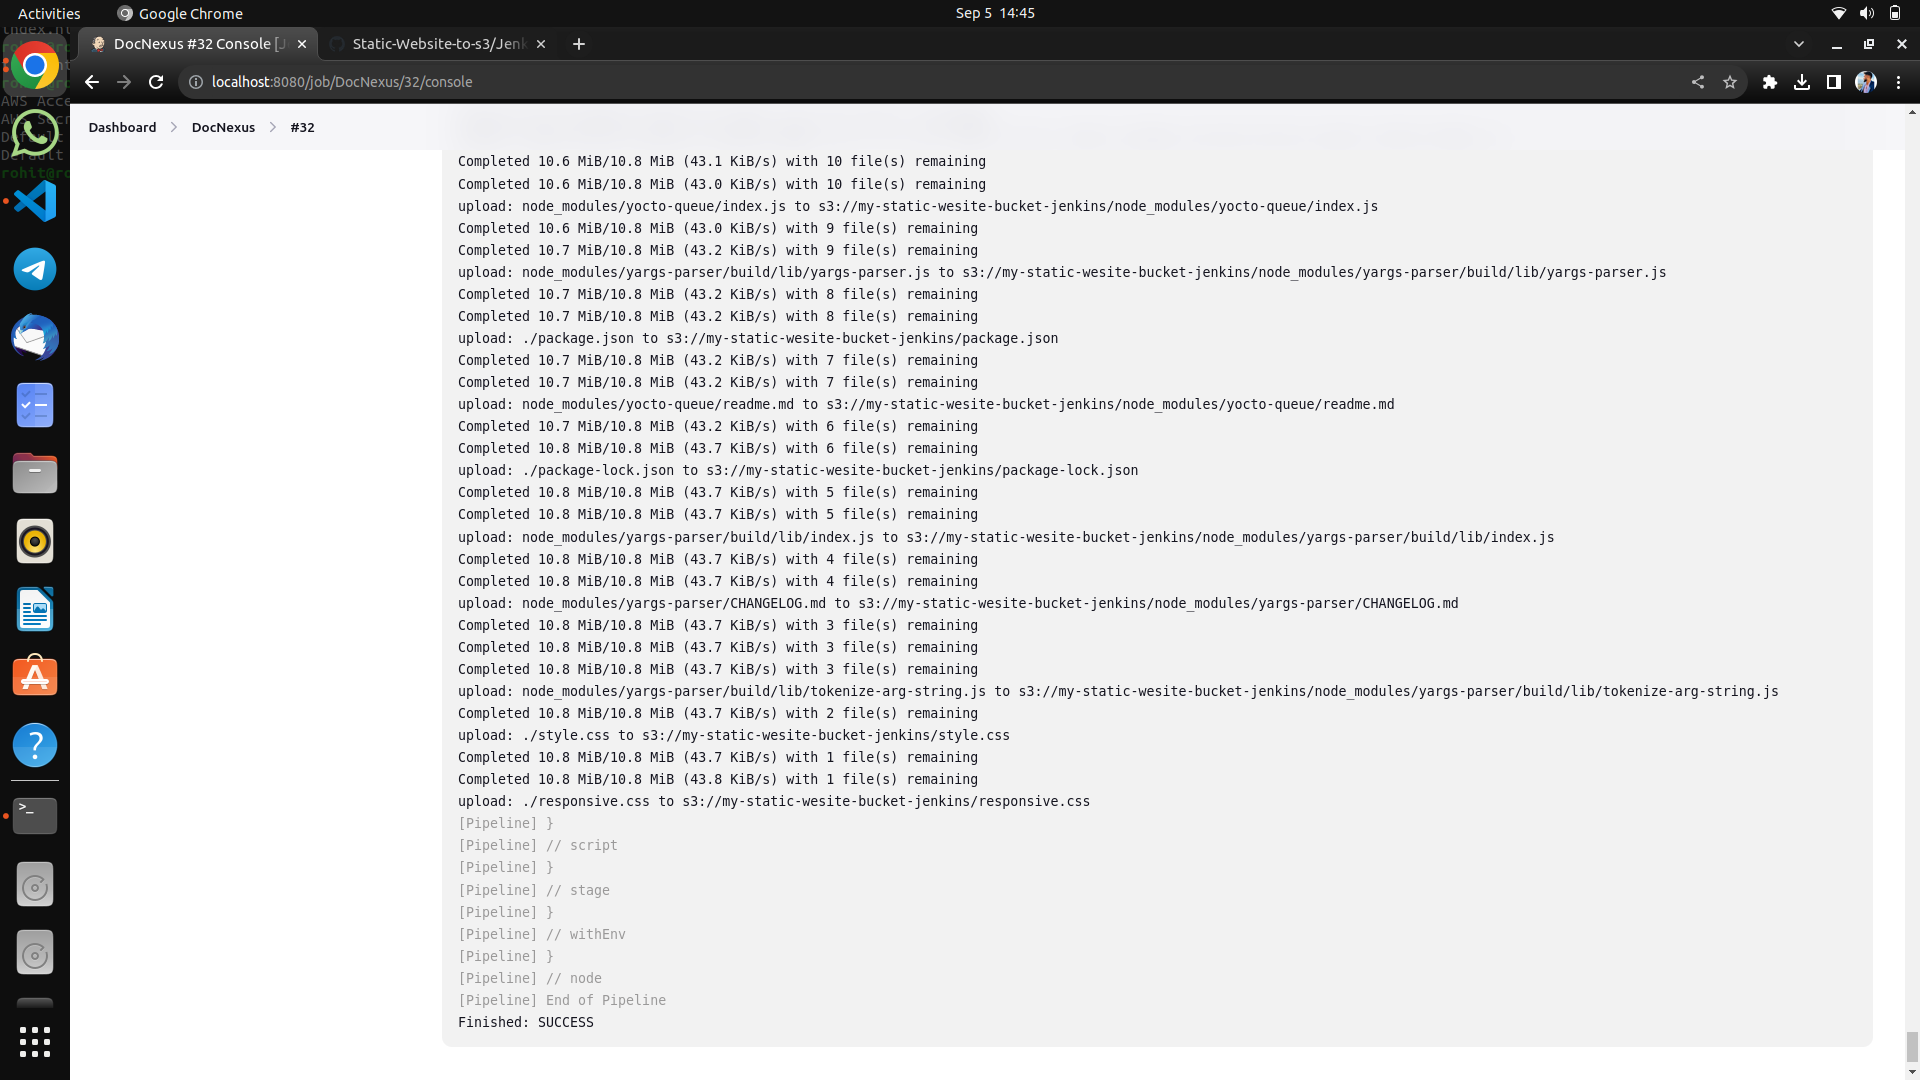 Activities
Google Chrome
Sep 5 14:45
DocNexus #32 Console [J
Static-Website-to-s3/Jenk
localhost:8080/job/DocNexus/32/console
AWS Acce
Default
rohit@ro
Dashboard
DocNexus
#32
Completed 10.6 MiB/10.8 MiB (43.1 KiB/s) with 10 file(s) remaining
Completed 10.6 MiB/10.8 MiB (43.0 KiB/s) with 10 file(s) remaining
upload: node_modules/yocto-queue/index.js to s3://my-static-wesite-bucket-jenkins/node_modules/yocto-queue/index.js
Completed 10.6 MiB/10.8 MiB (43.0 KiB/s) with 9 file(s) remaining
Completed 10.7 MiB/10.8 MiB (43.2 KiB/s) with 9 file(s) remaining
upload: node_modules/yargs-parser/build/lib/yargs-parser.js to s3://my-static-wesite-bucket-jenkins/node_modules/yargs-parser/build/lib/yargs-parser.js
Completed 10.7 MiB/10.8 MiB (43.2 KiB/s) with 8 file(s) remaining
Completed 10.7 MiB/10.8 MiB (43.2 KiB/s) with 8 file(s) remaining
upload: ./package.json to s3://my-static-wesite-bucket-jenkins/package.json
Completed 10.7 MiB/10.8 MiB (43.2 KiB/s) with 7 file(s) remaining
Completed 10.7 MiB/10.8 MiB (43.2 KiB/s) with 7 file(s) remaining
upload: node_modules/yocto-queue/readme.md to s3://my-static-wesite-bucket-jenkins/node_modules/yocto-queue/readme.md
Completed 10.7 MiB/10.8 MiB (43.2 KiB/s) with 6 file(s) remaining
Completed 10.8 MiB/10.8 MiB (43.7 KiB/s) with 6 file(s) remaining
upload: ./package-lock.json to s3://my-static-wesite-bucket-jenkins/package-lock.json
Completed 10.8 MiB/10.8 MiB (43.7 KiB/s) with 5 file(s) remaining
Completed 10.8 MiB/10.8 MiB (43.7 KiB/s) with 5 file(s) remaining
upload: node_modules/yargs-parser/build/lib/index.js to s3://my-static-wesite-bucket-jenkins/node_modules/yargs-parser/build/lib/index.js
Completed 10.8 MiB/10.8 MiB (43.7 KiB/s) with 4 file(s) remaining
Completed 10.8 MiB/10.8 MiB (43.7 KiB/s) with 4 file(s) remaining
upload: node_modules/yargs-parser/CHANGELOG.md to s3://my-static-wesite-bucket-jenkins/node_modules/yargs-parser/CHANGELOG.md
Completed 10.8 MiB/10.8 MiB (43.7 KiB/s) with 3 file(s) remaining
Completed 10.8 MiB/10.8 MiB (43.7 KiB/s) with 3 file(s) remaining
Completed 10.8 MiB/10.8 MiB (43.7 KiB/s) with 3 file(s) remaining
upload: node_modules/yargs-parser/build/lib/tokenize-arg-string.js to s3://my-static-wesite-bucket-jenkins/node_modules/yargs-parser/build/lib/tokenize-arg-string.js
Completed 10.8 MiB/10.8 MiB (43.7 KiB/s) with 2 file(s) remaining
upload: ./style.css to s3://my-static-wesite-bucket-jenkins/style.css
Completed 10.8 MiB/10.8 MiB (43.7 KiB/s) with 1 file(s) remaining
Completed 10.8 MiB/10.8 MiB (43.8 KiB/s) with 1 file(s) remaining
upload: ./responsive.css to s3://my-static-wesite-bucket-jenkins/responsive.css
[Pipeline] }
[Pipeline] // script
[Pipeline] }
[Pipeline] // stage
[Pipeline] }
[Pipeline] // withEnv
[Pipeline] }
[Pipeline] // node
[Pipeline] End of Pipeline
Finished: SUCCESS